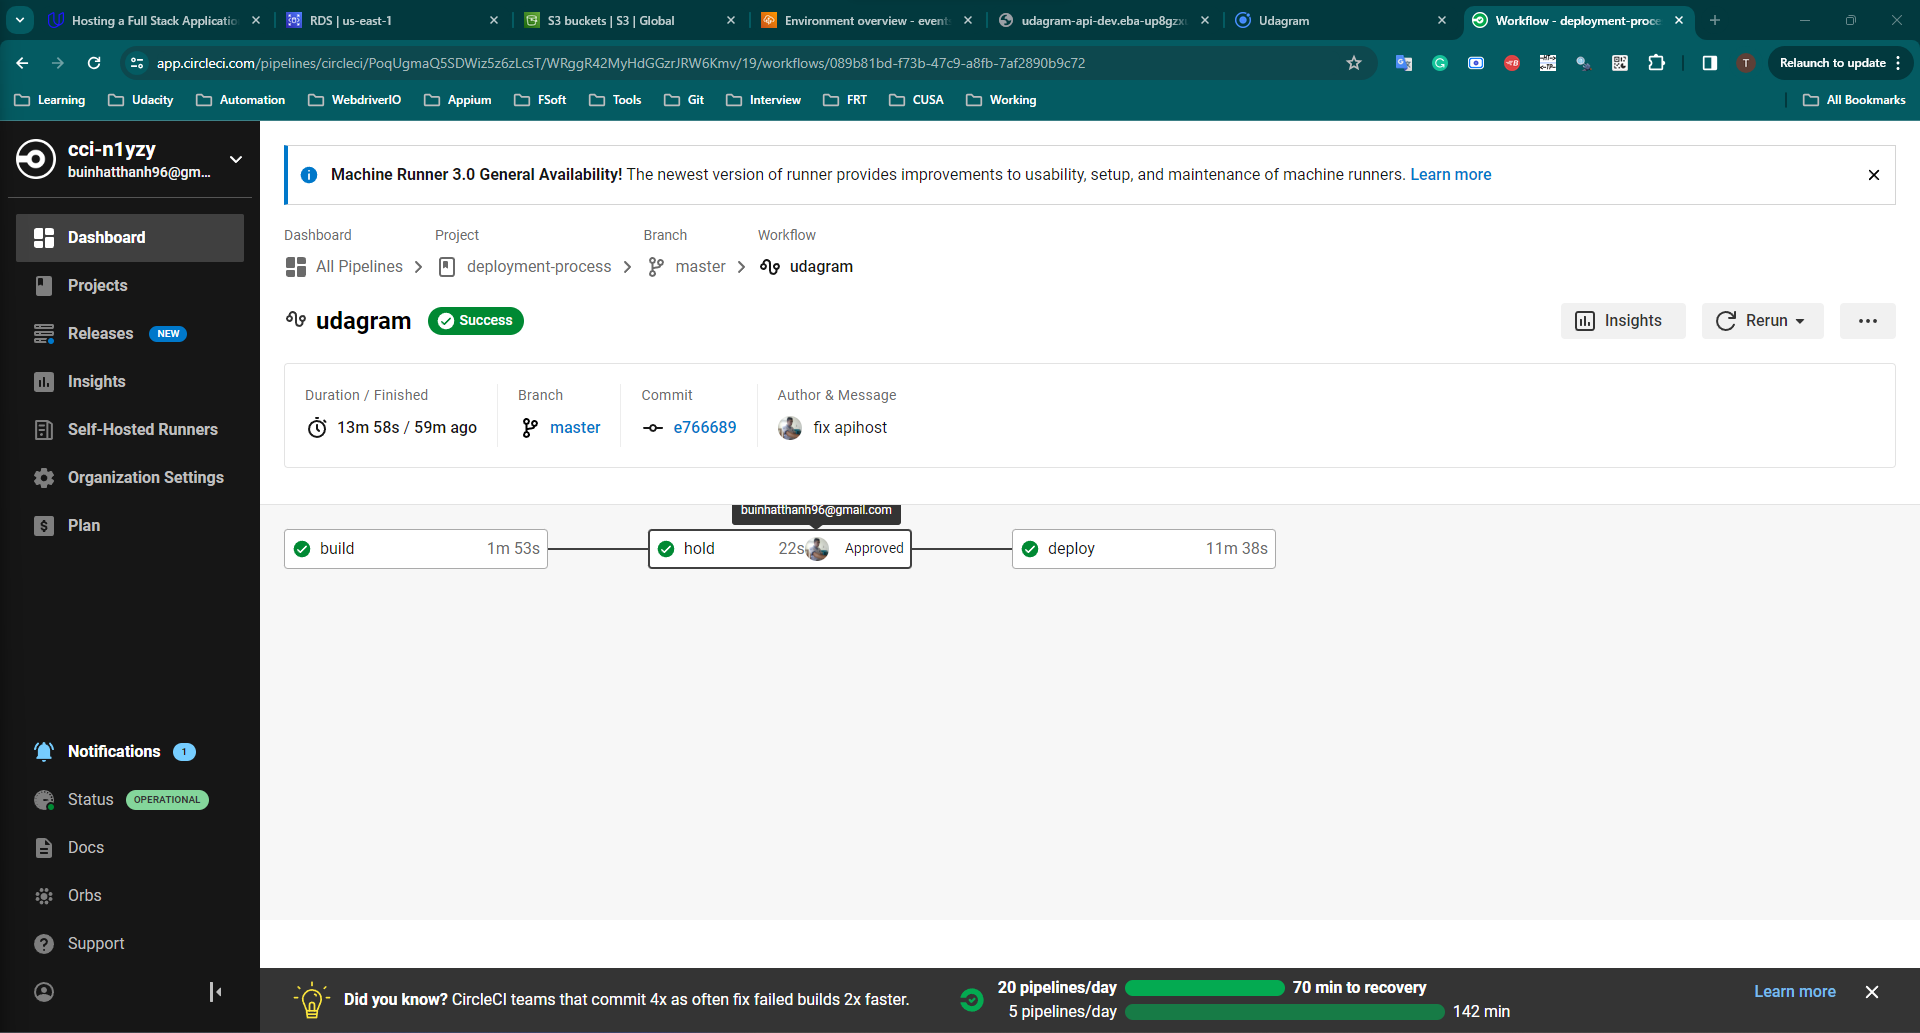 Hosting a Full Stack Applicatio
RDS | us-east-1
S3 buckets | S3 | Global
Environment overview - event
udagram-api-dev.eba-up8gzx
Udagram
Workflow - deployment-proce
app.circleci.com/pipelines/circleci/PoqUgmaQ5SDWiz5z6zLcsT/WRggR42MyHdGGzrJRW6Kmv/19/workflows/089b81bd-f73b-47c9-a8fb-7af2890b9c72
T
Relaunch to update
Learning
Udacity
Automation
WebdriverIO
Appium
FSoft
Tools
Git
Interview
FRT
CUSA
Working
All Bookmarks
cci-n1yzy
buinhatthanh96@gm...
Dashboard
Projects
Releases NEW
Insights
Self-Hosted Runners
Organization Settings
Plan
Notifications 1
Status OPERATIONAL
Docs
Orbs
Support
Machine Runner 3.0 General Availability! The newest version of runner provides improvements to usability, setup, and maintenance of machine runners. Learn more
Dashboard
Project
Branch
Workflow
All Pipelines
deployment-process
master
udagram
udagram
Success
Insights
Rerun
Duration / Finished
Branch
Commit
Author & Message
13m 58s / 59m ago
master
e766689
fix apihost
buinhatthanh96@gmail.com
build 1m 53s
hold 22s Approved
deploy 11m 38s
Did you know? CircleCI teams that commit 4x as often fix failed builds 2x faster.
20 pipelines/day 70 min to recovery
5 pipelines/day 142 min
Learn more